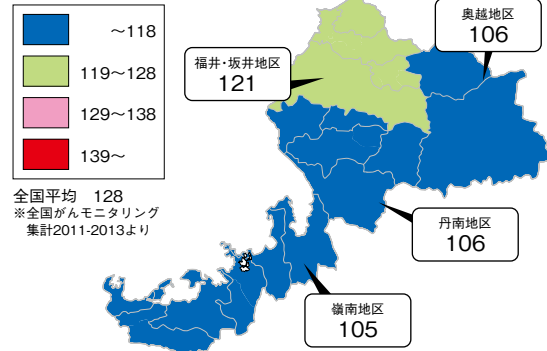 ～118
119～128
129～138
139～
全国平均　128
※全国がんモニタリング
集計2011-2013より
福井・坂井地区
121
奥越地区
106
丹南地区
106
嶺南地区
105